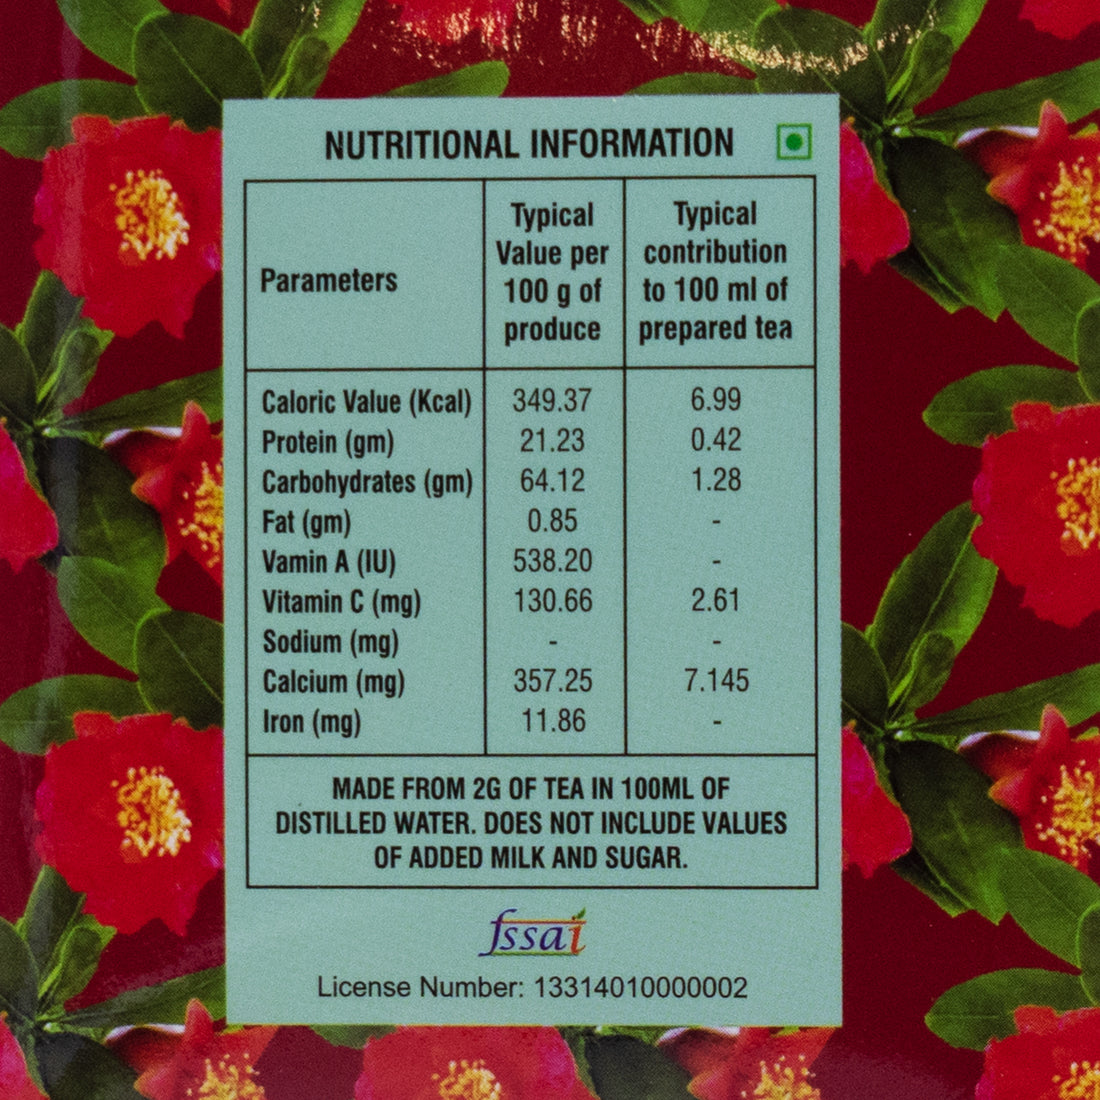 NUTRITIONAL INFORMATION
Parameters
Typical
Value per
100 g of
produce
Typical
contribution
to 100 ml of
prepared tea
Caloric Value (Kcal) 349.37 6.99
Protein (gm) 21.23 0.42
Carbohydrates (gm) 64.12 1.28
Fat (gm) 0.85 -
Vamin A (IU) 538.20 -
Vitamin C (mg) 130.66 2.61
Sodium (mg) - -
Calcium (mg) 357.25 7.145
Iron (mg) 11.86 -
MADE FROM 2G OF TEA IN 100ML OF
DISTILLED WATER. DOES NOT INCLUDE VALUES
OF ADDED MILK AND SUGAR.
fssai
License Number: 13314010000002